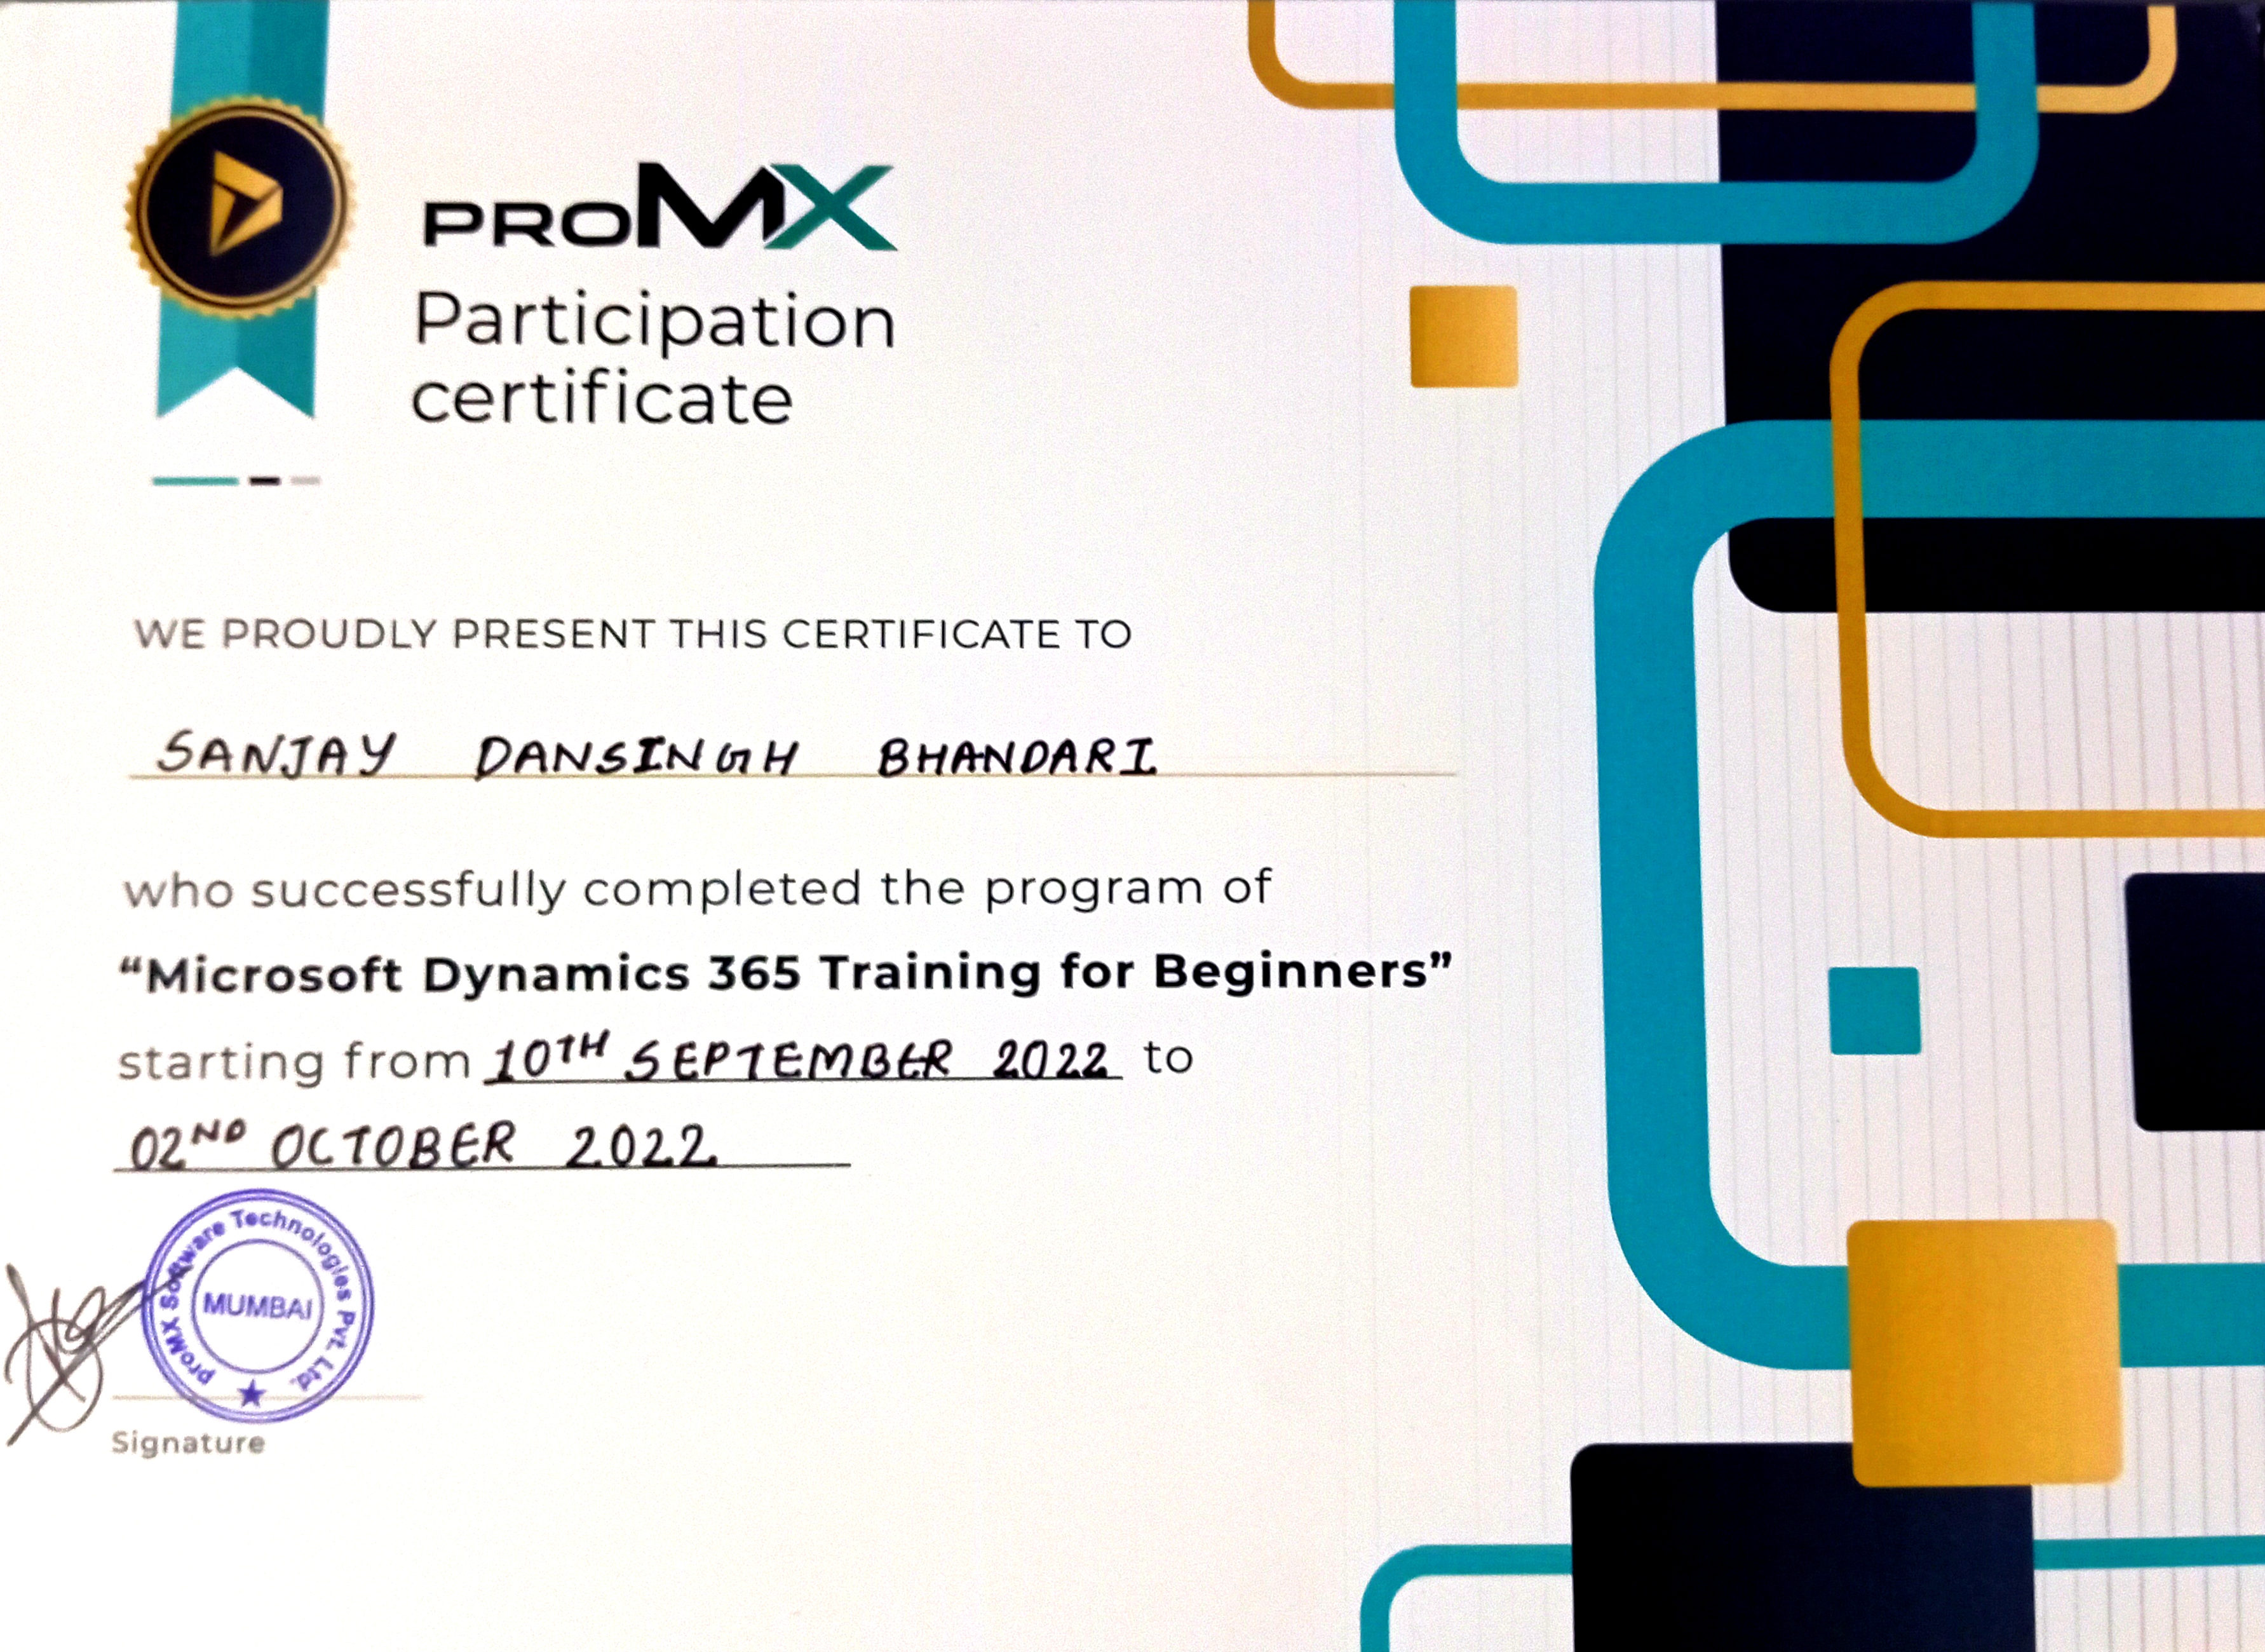 PROMX
Participation
certificate
WE PROUDLY PRESENT THIS CERTIFICATE TO
SANJAY DANSINGH BHANDARI
who successfully completed the program of
“Microsoft Dynamics 365 Training for Beginners”
starting from 10TH SEPTEMBER 2022 to
02ND OCTOBER 2022
proMX Software Technologies Pvt. Ltd.
MUMBAI
Signature